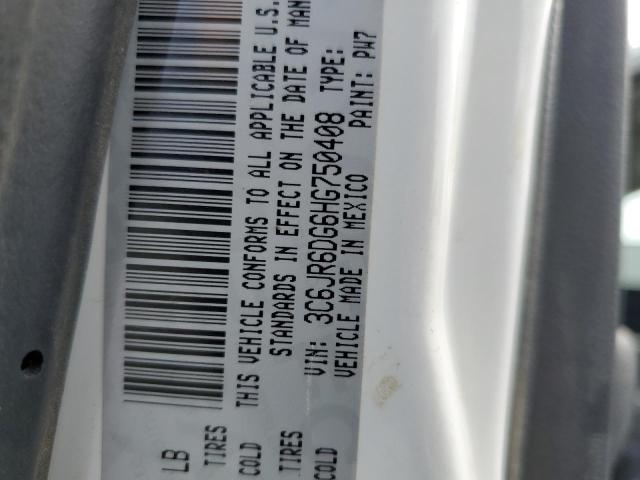 LB
TIRES
COLD
THIS VEHICLE CONFORMS TO ALL APPLICABLE U.S.
STANDARDS IN EFFECT ON THE DATE OF MAN
TIRES
VIN: 3C6JR6DG6HG750408 TYPE:
COLD
VEHICLE MADE IN MEXICO PAINT: PW7